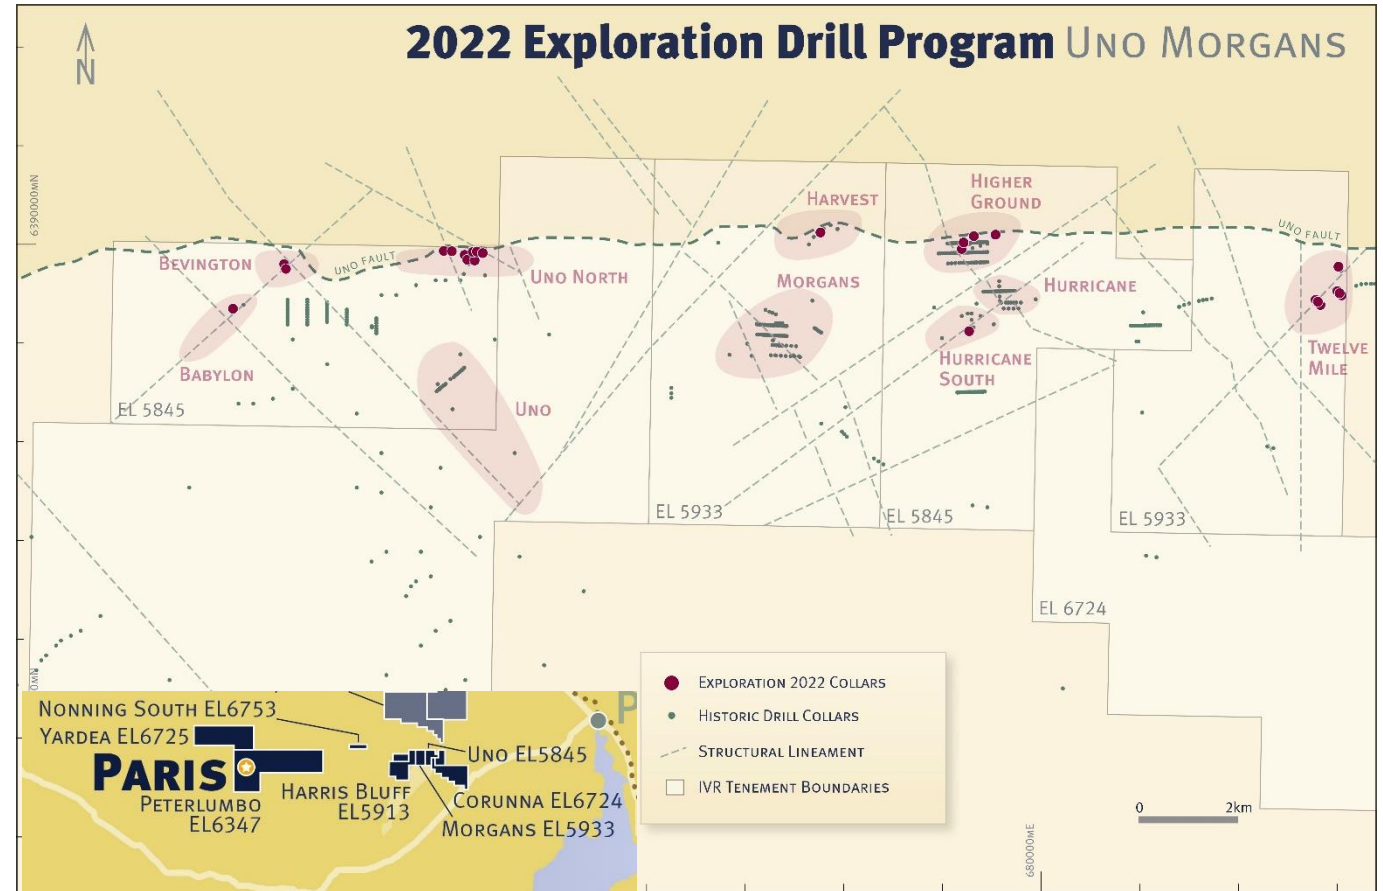 2022 Exploration Drill Program UNO MORGANS
N
6390000mN
HARVEST
HIGHER
GROUND
UNO FAULT
BEVINGTON
UNO FAULT
UNO NORTH
MORGANS
HURRICANE
BABYLON
HURRICANE
SOUTH
TWELVE
MILE
EL 5845
UNO
EL 5933
EL 5845
EL 5933
EL 6724
0mN
EXPLORATION 2022 COLLARS
HISTORIC DRILL COLLARS
STRUCTURAL LINEAMENT
IVR TENEMENT BOUNDARIES
0 2km
680000mE
NONNING SOUTH EL6753
YARDEA EL6725
P
UNO EL5845
PARIS
PETERLUMBO
EL6347
HARRIS BLUFF
EL5913
CORUNNA EL6724
MORGANS EL5933